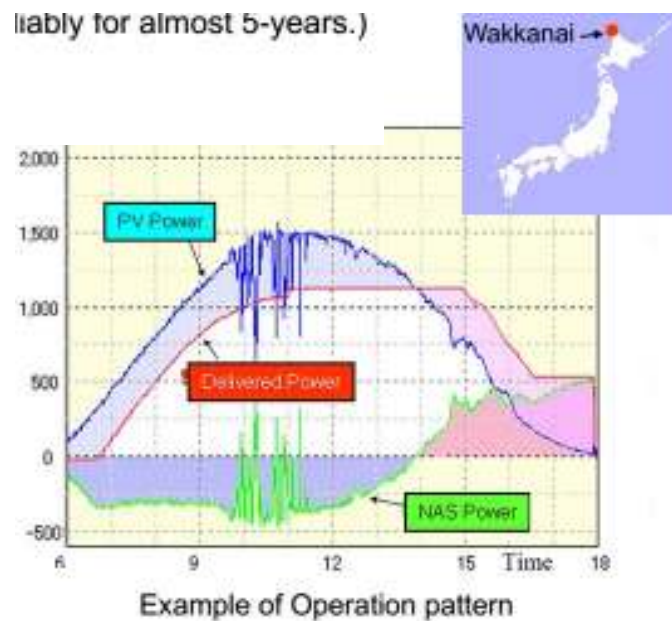 liably for almost 5-years.)
Wakkanai
2,000
PV Power
1,500
1,000
Delivered Power
500
0
NAS Power
-500
6 9 12 15 Time 18
Example of Operation pattern